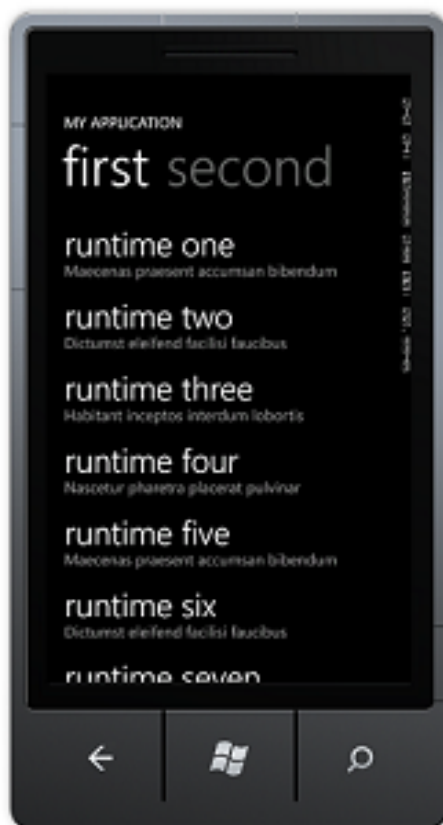 MY APPLICATION
first second
runtime one
Maecenas praesent accumsan bibendum
runtime two
Dictumst eleifend facilisi faucibus
runtime three
Habitant inceptos interdum lobortis
runtime four
Nascetur pharetra placerat pulvinar
runtime five
Maecenas praesent accumsan bibendum
runtime six
Dictumst eleifend facilisi faucibus
runtime seven